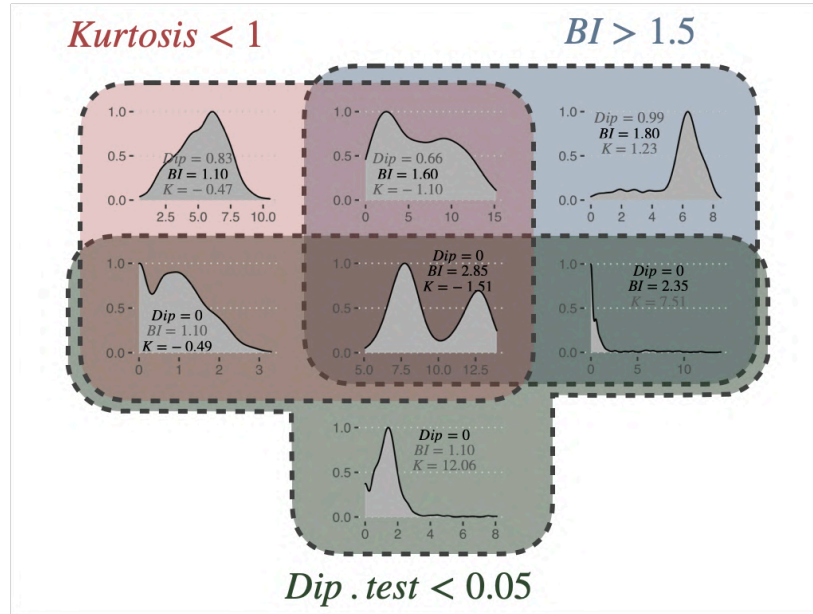 Kurtosis < 1
BI > 1.5
1.0
0.5
0.0
Dip = 0.83
BI = 1.10
K = − 0.47
2.5 5.0 7.5 10.0
1.0
0.5
0.0
Dip = 0.66
BI = 1.60
K = − 1.10
0 5 10 15
1.0
0.5
0.0
Dip = 0.99
BI = 1.80
K = 1.23
0 2 4 6 8
1.0
0.5
0.0
Dip = 0
BI = 1.10
K = − 0.49
0 1 2 3
1.0
0.5
0.0
Dip = 0
BI = 2.85
K = − 1.51
5.0 7.5 10.0 12.5
1.0
0.5
0.0
Dip = 0
BI = 2.35
K = 7.51
0 5 10
1.0
0.5
0.0
Dip = 0
BI = 1.10
K = 12.06
0 2 4 6 8
Dip . test < 0.05